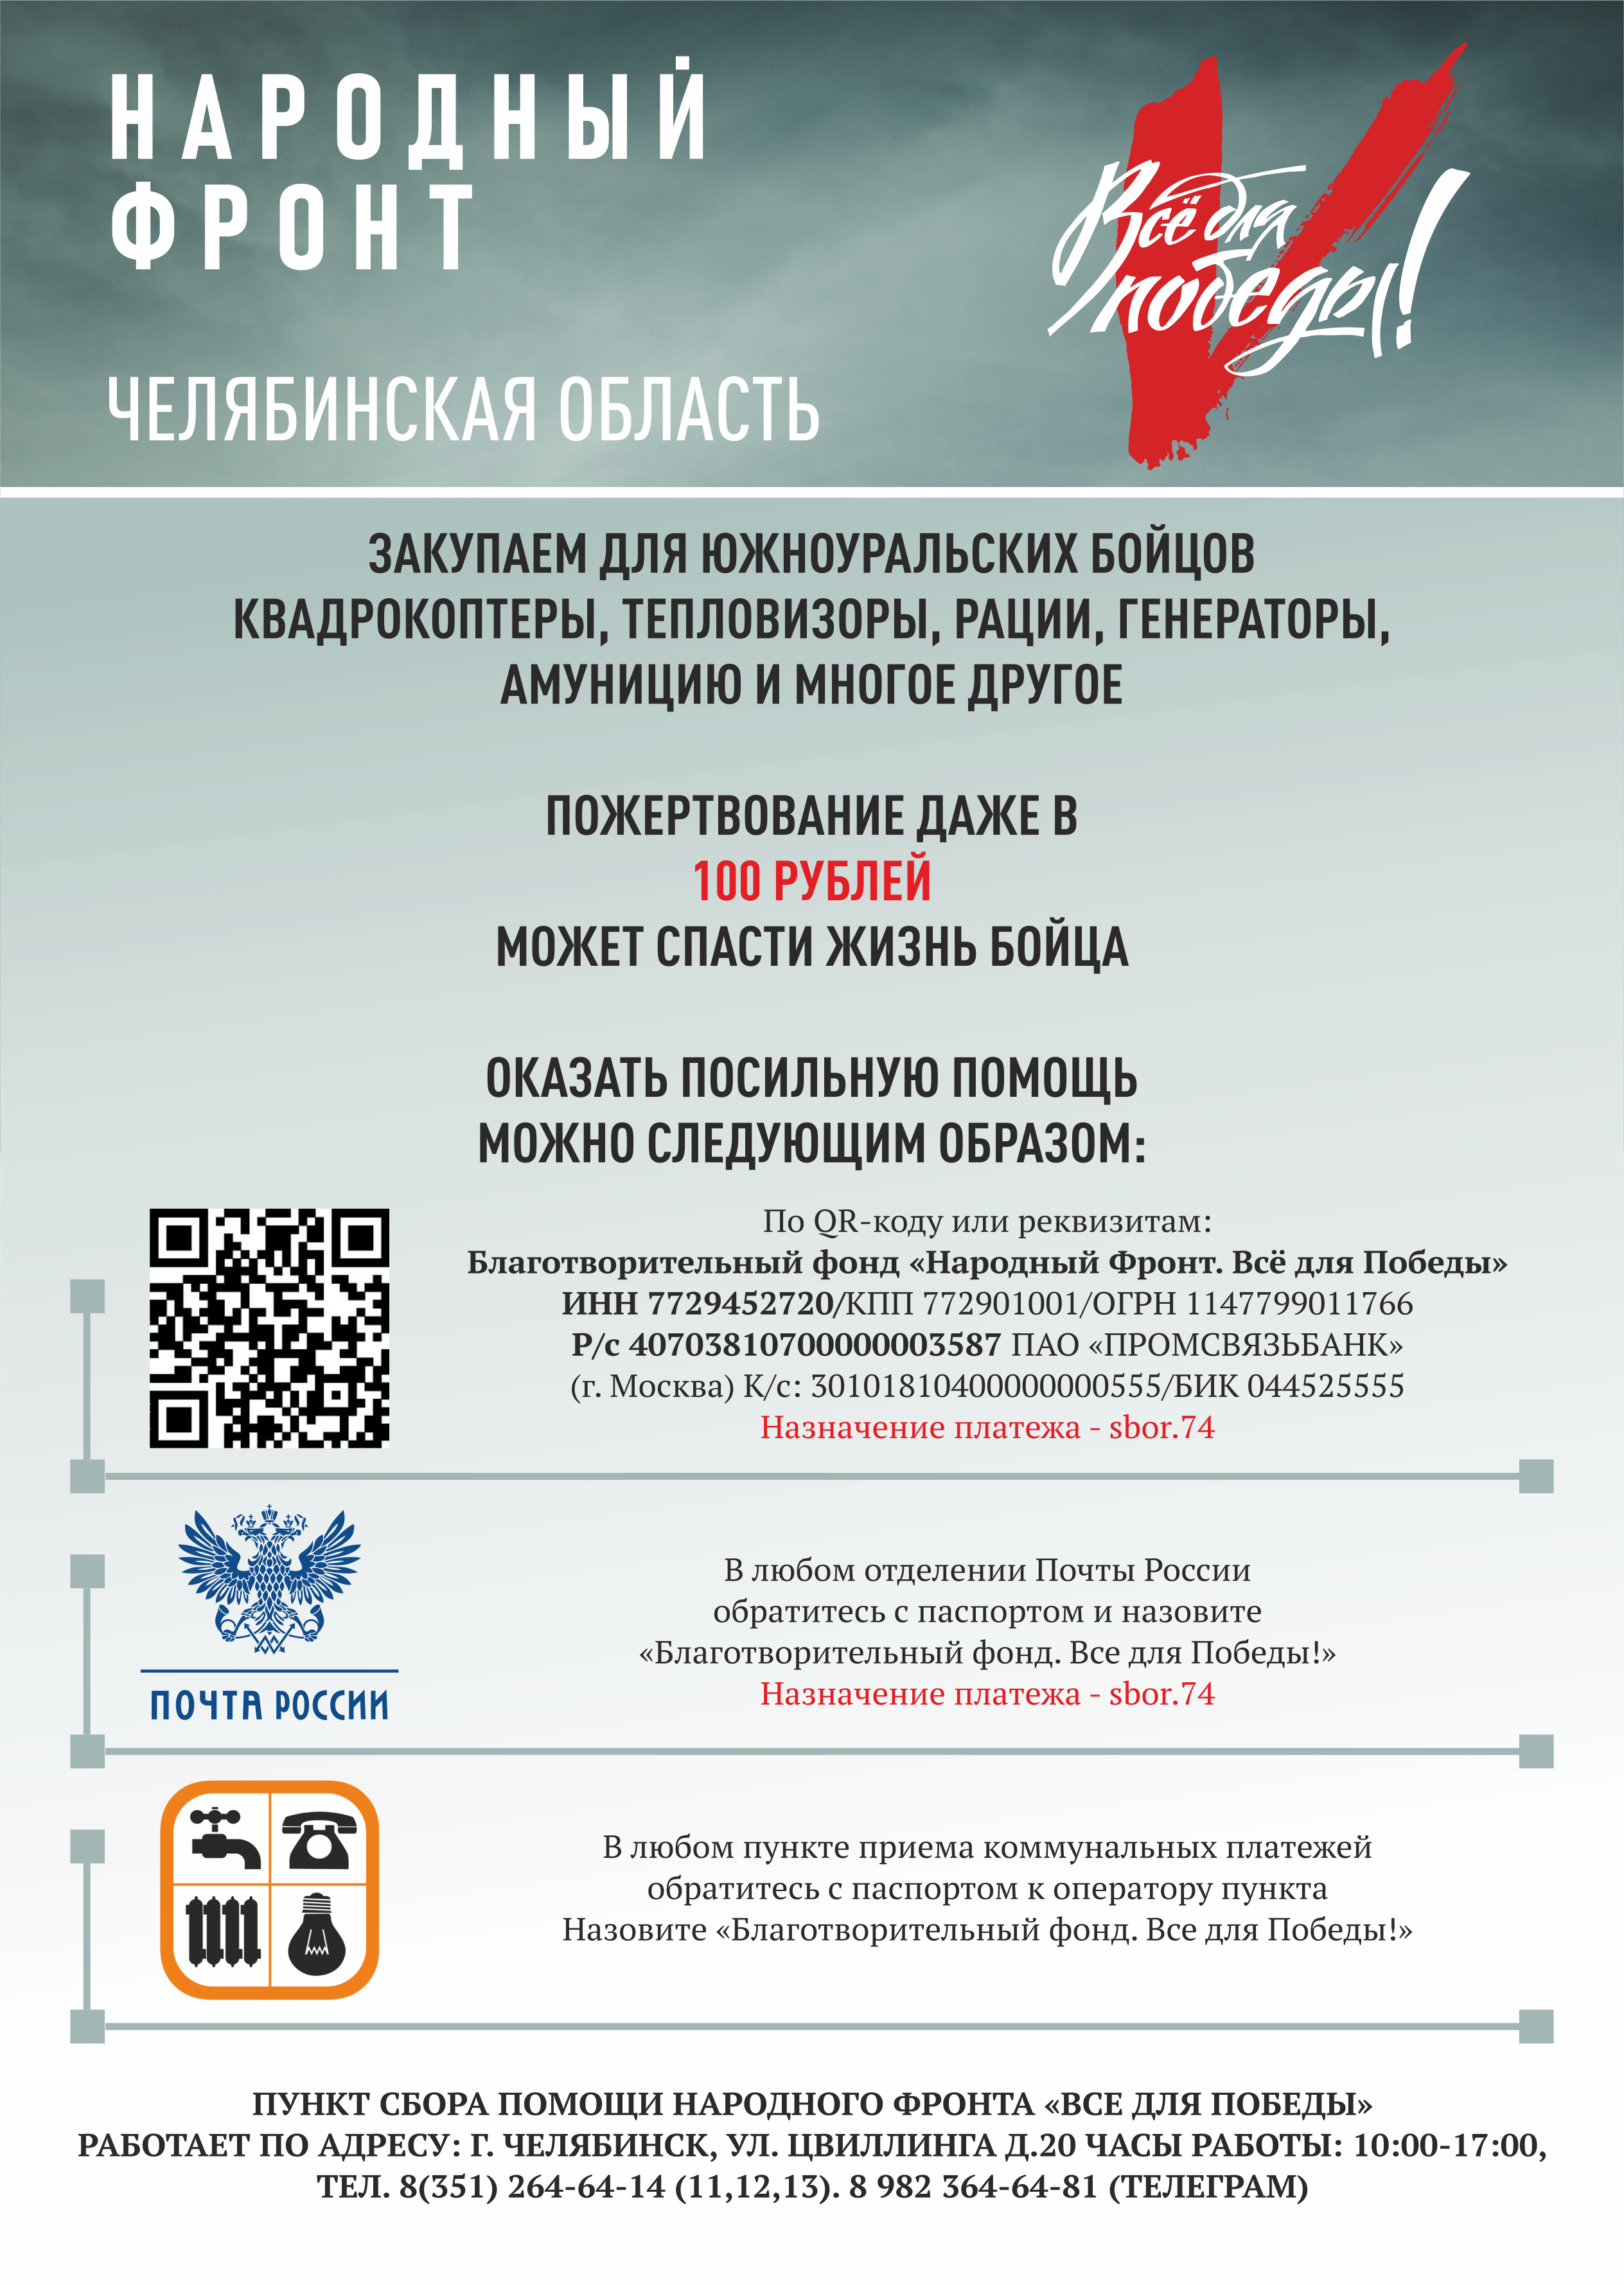 НАРОДНЫЙ
ФРОНТ
Всё для
победы!
ЧЕЛЯБИНСКАЯ ОБЛАСТЬ
ЗАКУПАЕМ ДЛЯ ЮЖНОУРАЛЬСКИХ БОЙЦОВ
КВАДРОКОПТЕРЫ, ТЕПЛОВИЗОРЫ, РАЦИИ, ГЕНЕРАТОРЫ,
АМУНИЦИЮ И МНОГОЕ ДРУГОЕ
ПОЖЕРТВОВАНИЕ ДАЖЕ В
100 РУБЛЕЙ
МОЖЕТ СПАСТИ ЖИЗНЬ БОЙЦА
ОКАЗАТЬ ПОСИЛЬНУЮ ПОМОЩЬ
МОЖНО СЛЕДУЮЩИМ ОБРАЗОМ:
По QR-коду или реквизитам:
Благотворительный фонд «Народный Фронт. Всё для Победы»
ИНН 7729452720/КПП 772901001/ОГРН 1147799011766
Р/с 40703810700000003587 ПАО «ПРОМСВЯЗЬБАНК»
(г. Москва) К/с: 30101810400000000555/БИК 044525555
Назначение платежа - sbor.74
ПОЧТА РОССИИ
В любом отделении Почты России
обратитесь с паспортом и назовите
«Благотворительный фонд. Все для Победы!»
Назначение платежа - sbor.74
В любом пункте приема коммунальных платежей
обратитесь с паспортом к оператору пункта
Назовите «Благотворительный фонд. Все для Победы!»
ПУНКТ СБОРА ПОМОЩИ НАРОДНОГО ФРОНТА «ВСЕ ДЛЯ ПОБЕДЫ»
РАБОТАЕТ ПО АДРЕСУ: Г. ЧЕЛЯБИНСК, УЛ. ЦВИЛЛИНГА Д.20 ЧАСЫ РАБОТЫ: 10:00-17:00,
ТЕЛ. 8(351) 264-64-14 (11,12,13). 8 982 364-64-81 (ТЕЛЕГРАМ)